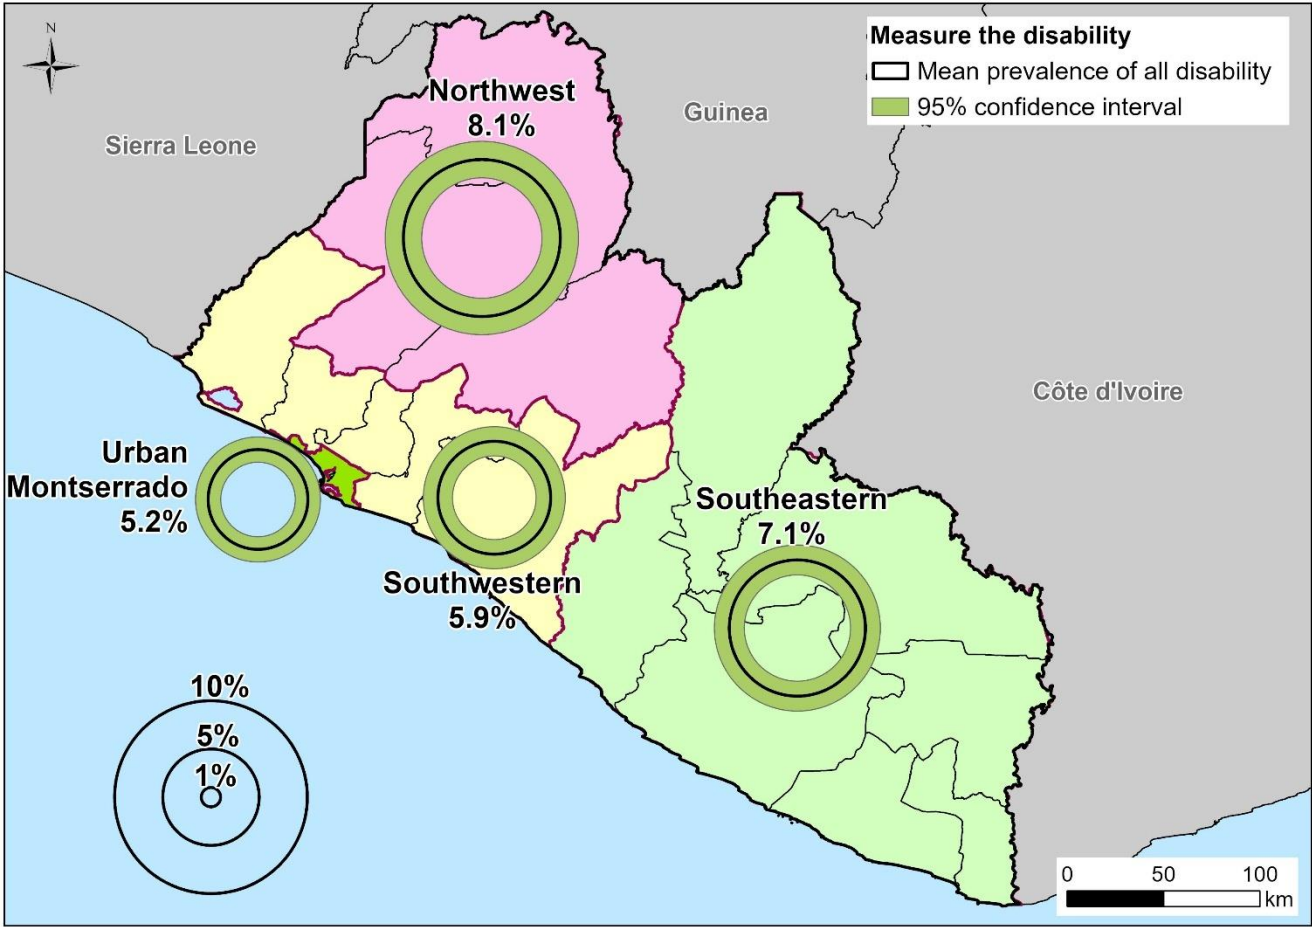 N
Measure the disability
Mean prevalence of all disability
95% confidence interval
Northwest
8.1%
Guinea
Sierra Leone
Côte d'Ivoire
Urban
Montserrado
5.2%
Southeastern
7.1%
Southwestern
5.9%
10%
5%
1%
0 50 100
km